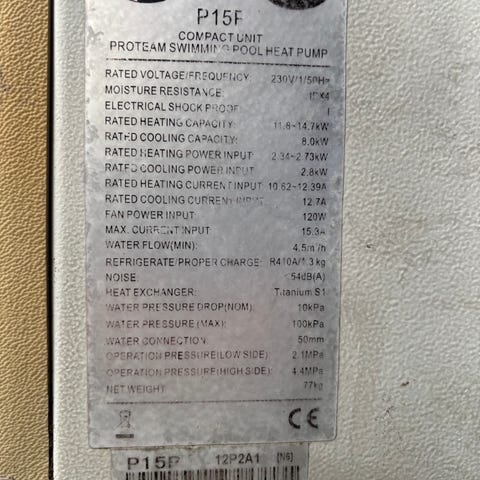 P15P
COMPACT UNIT
PROTEAM SWIMMING POOL HEAT PUMP
RATED VOLTAGE/FREQUENCY: 230V/1/50Hz
MOISTURE RESISTANCE: IPX4
ELECTRICAL SHOCK PROOF: I
RATED HEATING CAPACITY: 11.8~14.7kW
RATED COOLING CAPACITY: 8.0kW
RATED HEATING POWER INPUT: 2.34~2.73kW
RATED COOLING POWER INPUT: 2.8kW
RATED HEATING CURRENT INPUT: 10.62~12.39A
RATED COOLING CURRENT INPUT: 12.7A
FAN POWER INPUT: 120W
MAX. CURRENT INPUT: 15.3A
WATER FLOW(MIN): 4.5m³/h
REFRIGERATE/PROPER CHARGE: R410A/1.3kg
NOISE: ≤54dB(A)
HEAT EXCHANGER: Titanium S1
WATER PRESSURE DROP(NOM): 10kPa
WATER PRESSURE (MAX): 100kPa
WATER CONNECTION: 50mm
OPERATION PRESSURE(LOW SIDE): 2.1MPa
OPERATION PRESSURE(HIGH SIDE): 4.4MPa
NET WEIGHT: 77kg
CE
P15P 12P2A1 [N6]